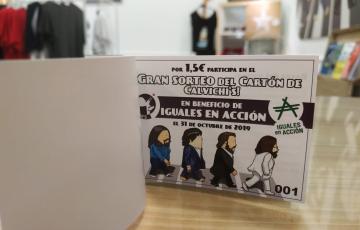 POR 1,5€ PARTICIPA EN EL
GRAN SORTEO DEL CARTÓN DE
CALVICHI'S!
EN BENEFICIO DE
IGUALES EN ACCIÓN
EL 31 DE OCTUBRE DE 2019
IGUALES
EN ACCIÓN
001